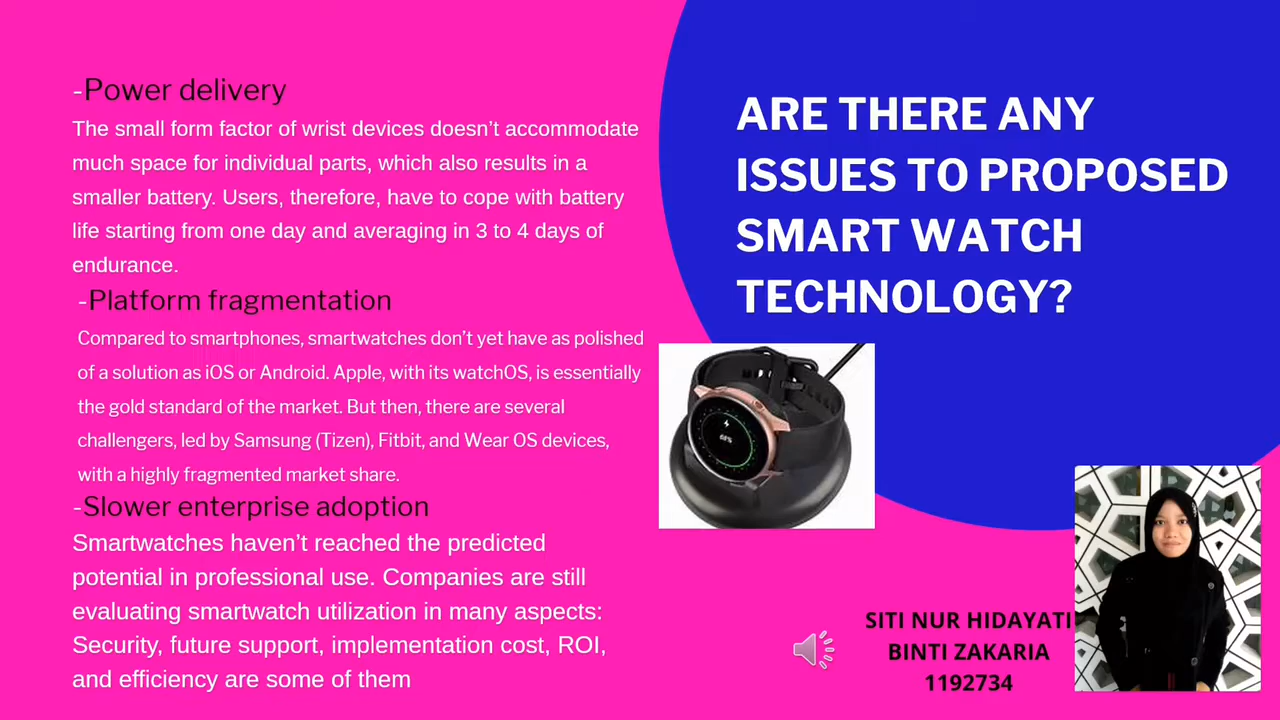 -Power delivery
The small form factor of wrist devices doesn't accommodate
much space for individual parts, which also results in a
smaller battery. Users, therefore, have to cope with battery
life starting from one day and averaging in 3 to 4 days of
endurance.
-Platform fragmentation
Compared to smartphones, smartwatches don't yet have as polished
of a solution as iOS or Android. Apple, with its watchOS, is essentially
the gold standard of the market. But then, there are several
challengers, led by Samsung (Tizen), Fitbit, and Wear OS devices,
with a highly fragmented market share.
-Slower enterprise adoption
Smartwatches haven't reached the predicted
potential in professional use. Companies are still
evaluating smartwatch utilization in many aspects:
Security, future support, implementation cost, ROI,
and efficiency are some of them
ARE THERE ANY
ISSUES TO PROPOSED
SMART WATCH
TECHNOLOGY?
SITI NUR HIDAYATI
BINTI ZAKARIA
1192734